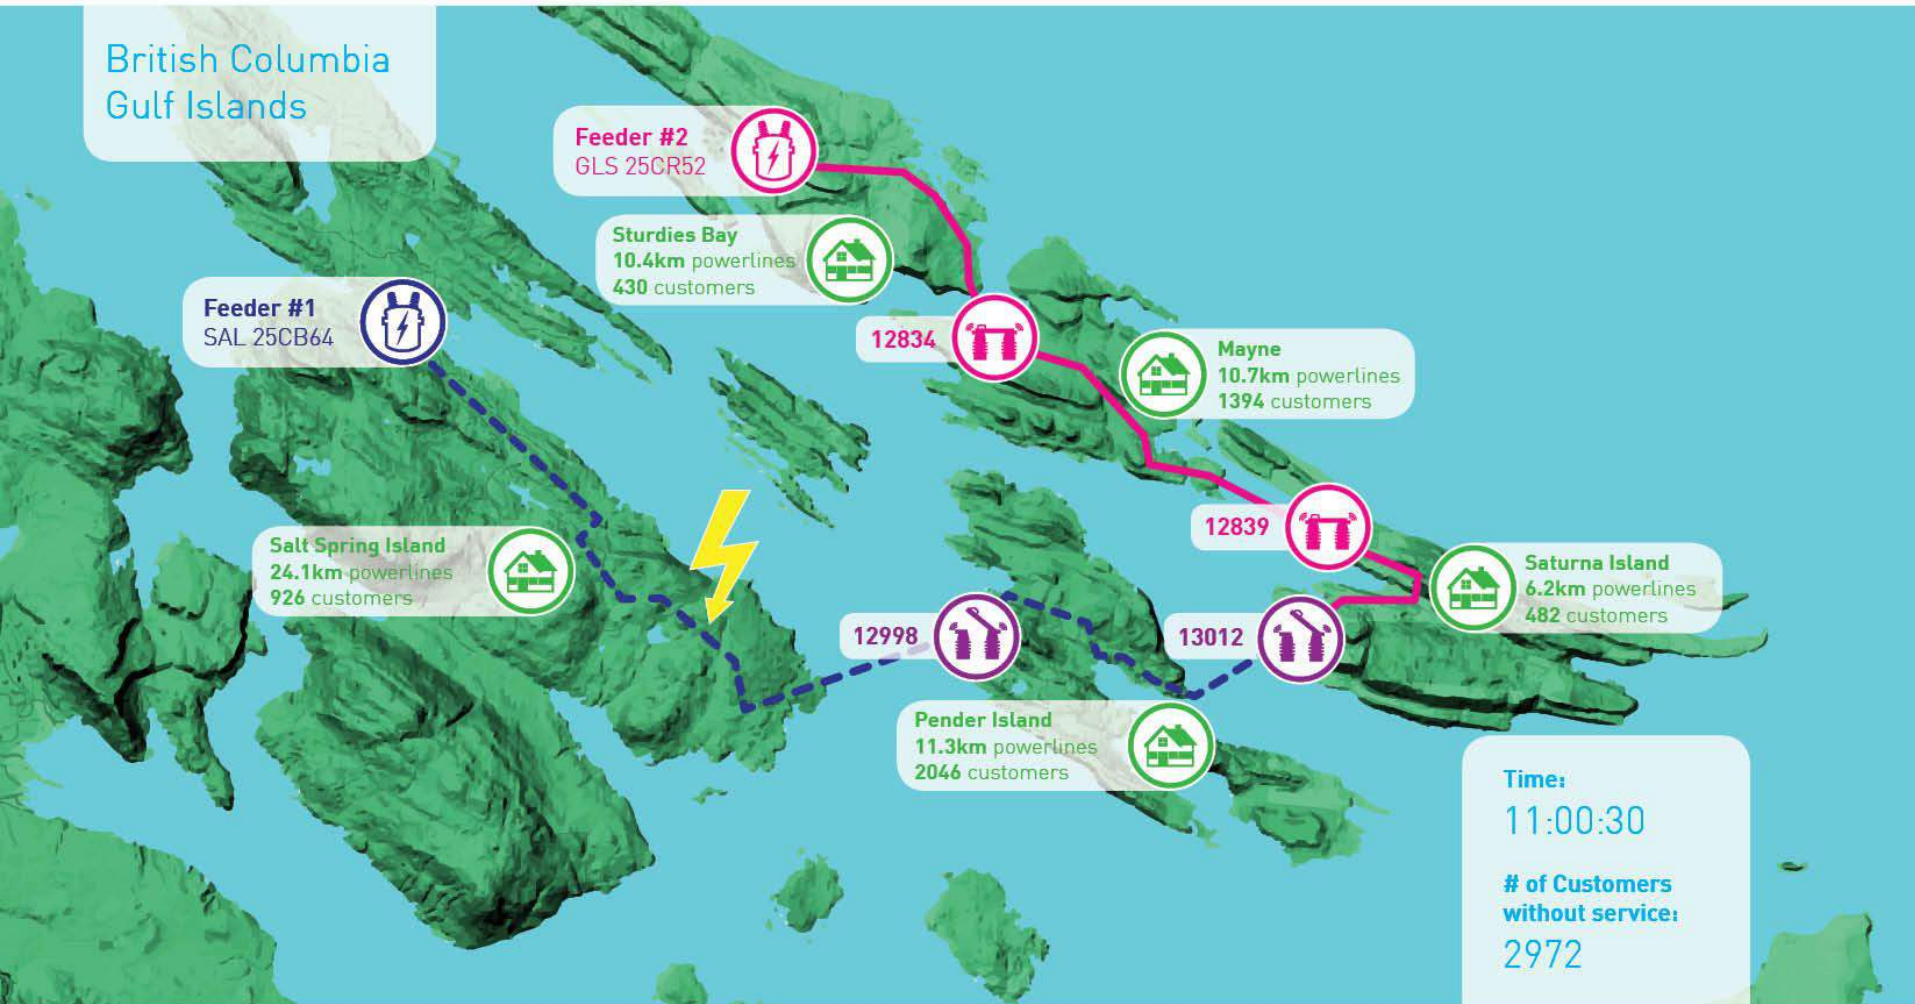 British Columbia
Gulf Islands
Feeder #2
GLS 25CR52
Sturdies Bay
10.4km powerlines
430 customers
Feeder #1
SAL 25CB64
12834
Mayne
10.7km powerlines
1394 customers
12839
Salt Spring Island
24.1km powerlines
926 customers
Saturna Island
6.2km powerlines
482 customers
12998
13012
Pender Island
11.3km powerlines
2046 customers
Time:
11:00:30
# of Customers
without service:
2972